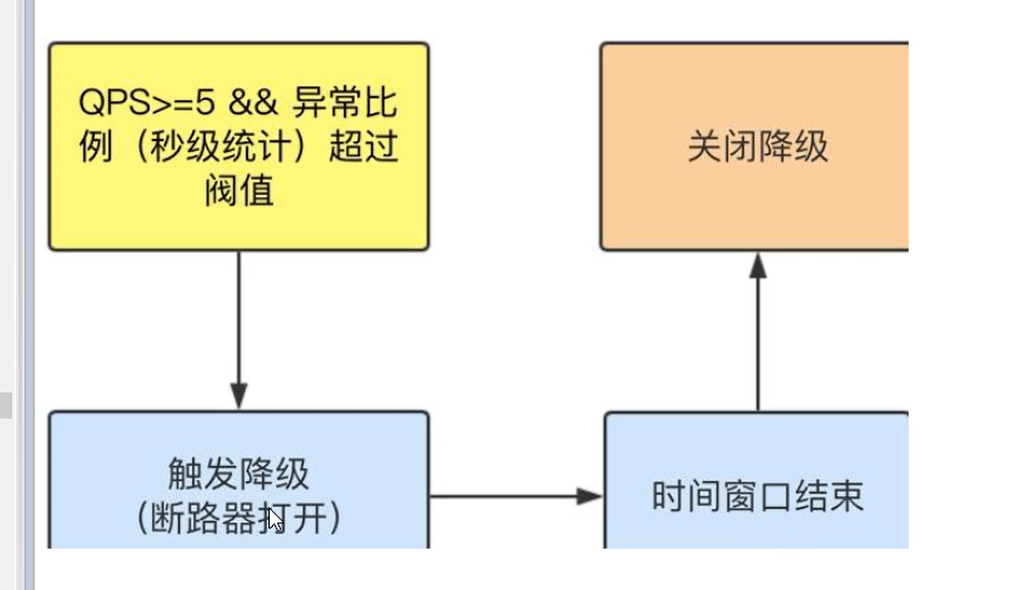 QPS>=5 && 异常比
例（秒级统计）超过
阀值
关闭降级
触发降级
（断路器打开）
时间窗口结束